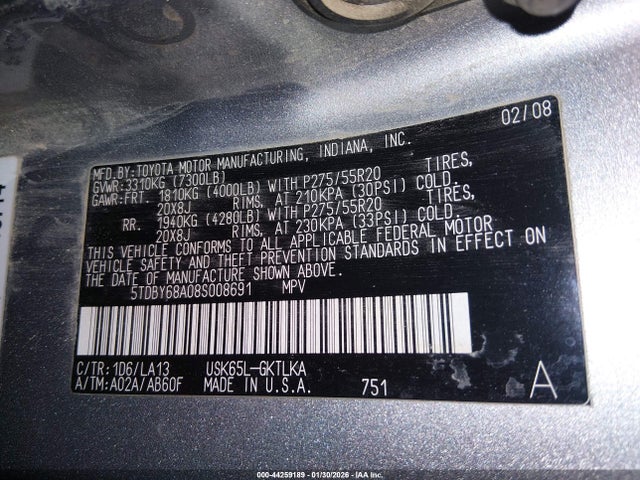 02/08
MFD. BY: TOYOTA MOTOR MANUFACTURING, INDIANA, INC.
GVWR: 3310KG (7300LB)
GAWR: FRT. 1810KG (4000LB) WITH P275/55R20 TIRES,
20X8J RIMS, AT 210KPA (30PSI) COLD.
RR. 1940KG (4280LB) WITH P275/55R20 TIRES,
20X8J RIMS, AT 230KPA (33PSI) COLD.
THIS VEHICLE CONFORMS TO ALL APPLICABLE FEDERAL MOTOR
VEHICLE SAFETY AND THEFT PREVENTION STANDARDS IN EFFECT ON
THE DATE OF MANUFACTURE SHOWN ABOVE.
5TDBY68A08S008691 MPV
C/TR: 1D6/LA13 USK65L-GKTLKA
A/TM: A02A/AB60F MADE IN U.S.A. 751 A
000-44259189 - 01/30/2026 - IAAI.COM